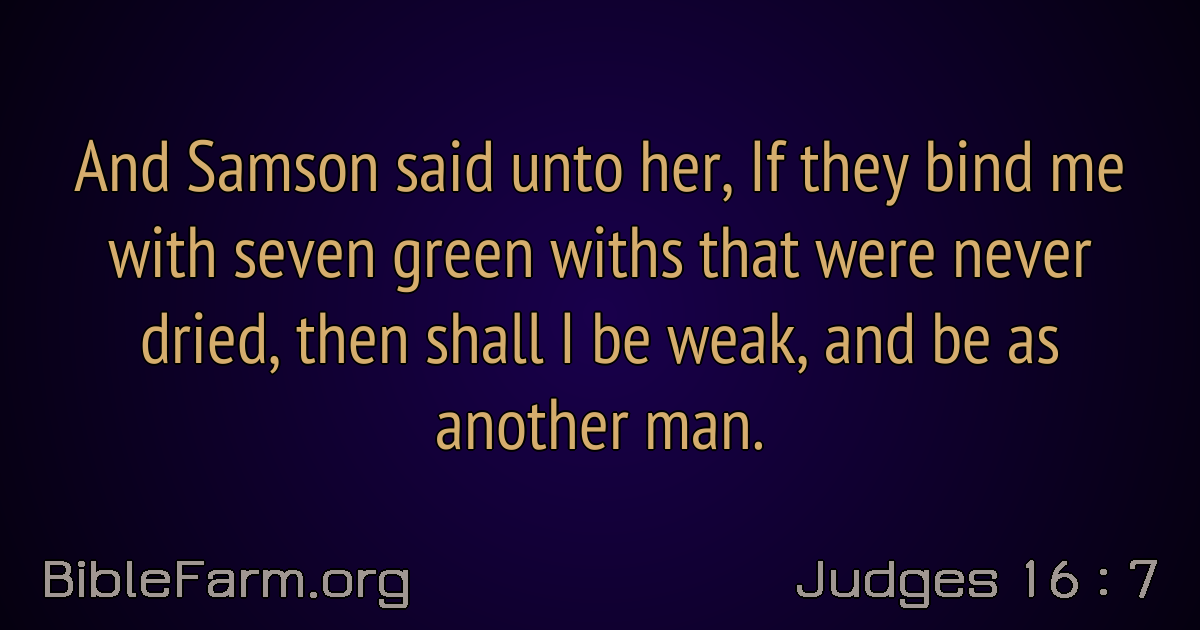 And Samson said unto her, If they bind me
with seven green withs that were never
dried, then shall I be weak, and be as
another man.
BibleFarm.org
Judges 16 : 7